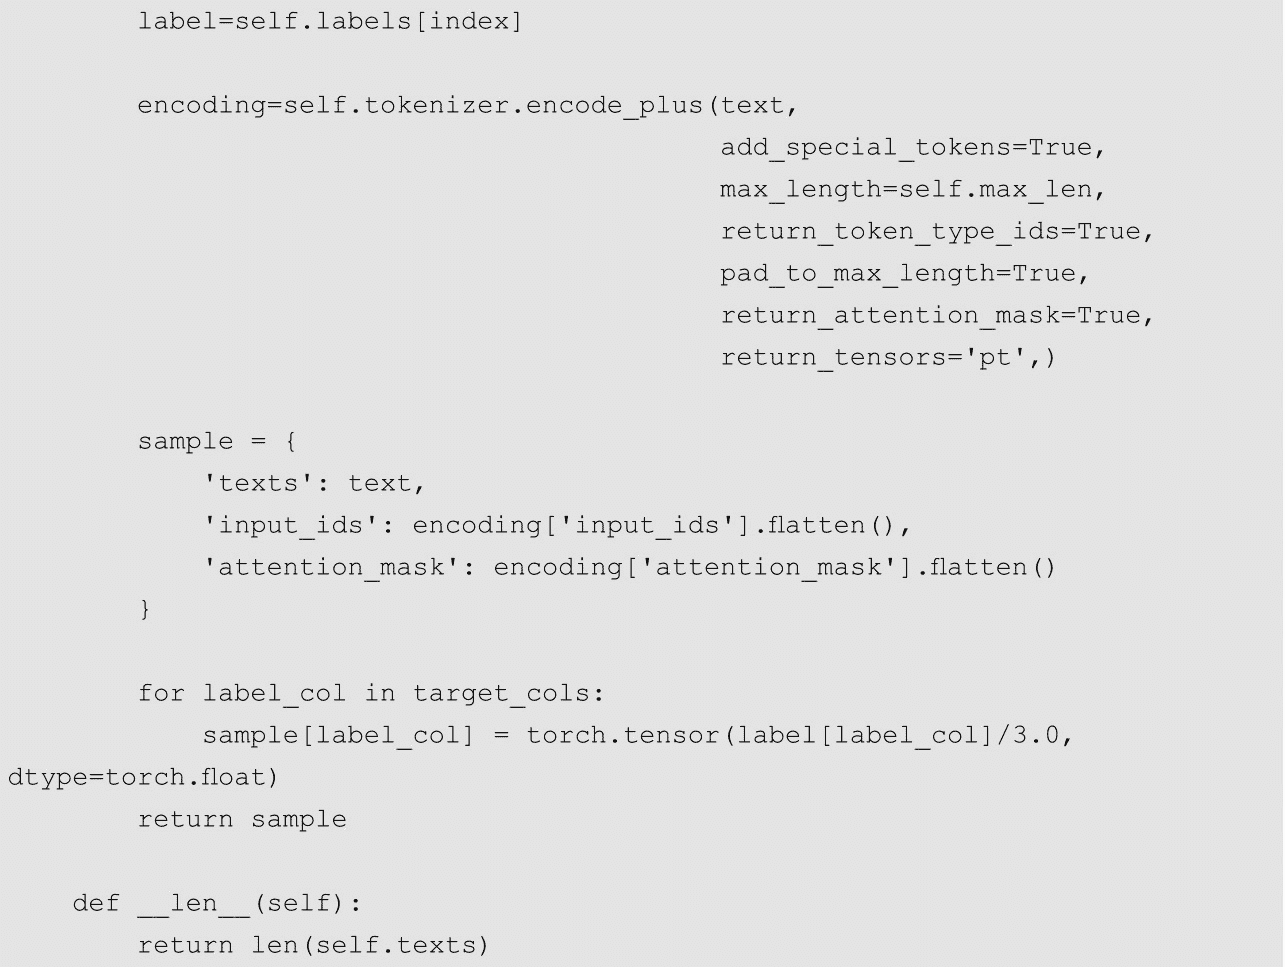 label=self.labels[index]
encoding=self.tokenizer.encode_plus(text,
add_special_tokens=True,
max_length=self.max_len,
return_token_type_ids=True,
pad_to_max_length=True,
return_attention_mask=True,
return_tensors='pt',)
sample = {
'texts': text,
'input_ids': encoding['input_ids'].flatten(),
'attention_mask': encoding['attention_mask'].flatten()
}
for label_col in target_cols:
sample[label_col] = torch.tensor(label[label_col]/3.0,
dtype=torch.float)
return sample
def __len__(self):
return len(self.texts)